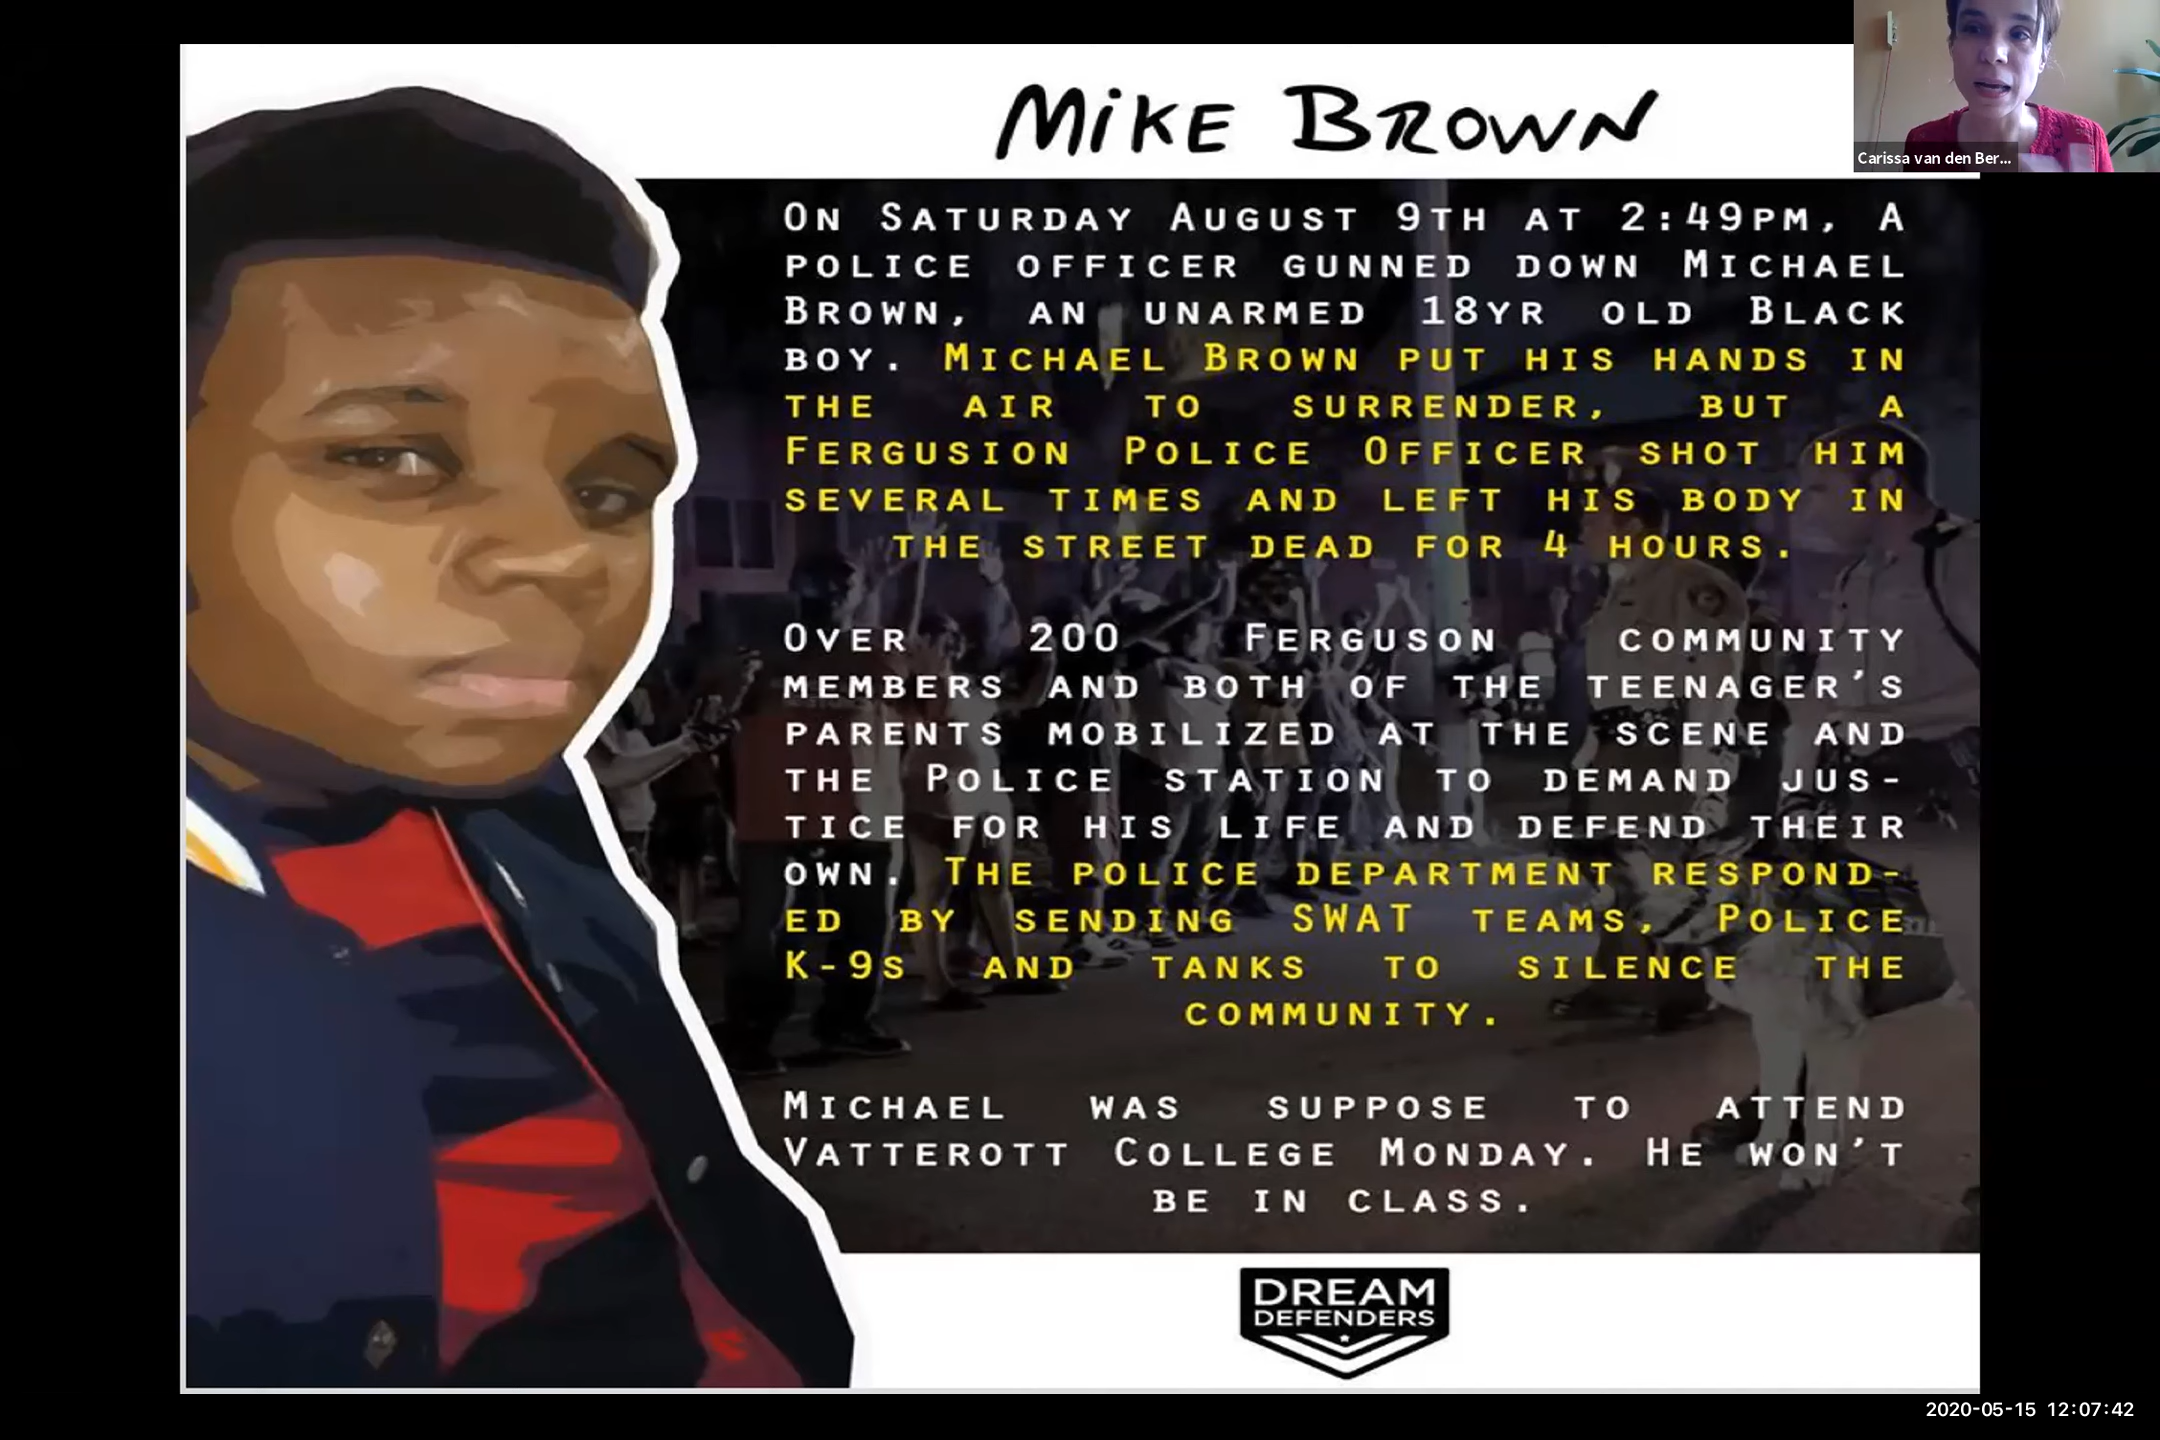 MiKE BROWN
Carissa van den Ber...
ON SATURDAY AUGUST 9TH AT 2:49PM, A
POLICE OFFICER GUNNED DOWN MICHAEL
BROWN, AN UNARMED 18YR OLD BLACK
BOY. MICHAEL BROWN PUT HIS HANDS IN
THE AIR TO SURRENDER, BUT A
FERGUSION POLICE OFFICER SHOT HIM
SEVERAL TIMES AND LEFT HIS BODY IN
THE STREET DEAD FOR 4 HOURS.
OVER 200 FERGUSON COMMUNITY
MEMBERS AND BOTH OF THE TEENAGER'S
PARENTS MOBILIZED AT THE SCENE AND
THE POLICE STATION TO DEMAND JUS-
TICE FOR HIS LIFE AND DEFEND THEIR
OWN. THE POLICE DEPARTMENT RESPOND-
ED BY SENDING SWAT TEAMS, POLICE
K-9S AND TANKS TO SILENCE THE
COMMUNITY.
MICHAEL WAS SUPPOSE TO ATTEND
VATTEROTT COLLEGE MONDAY. HE WON'T
BE IN CLASS.
DREAM
DEFENDERS
2020-05-15 12:07:42